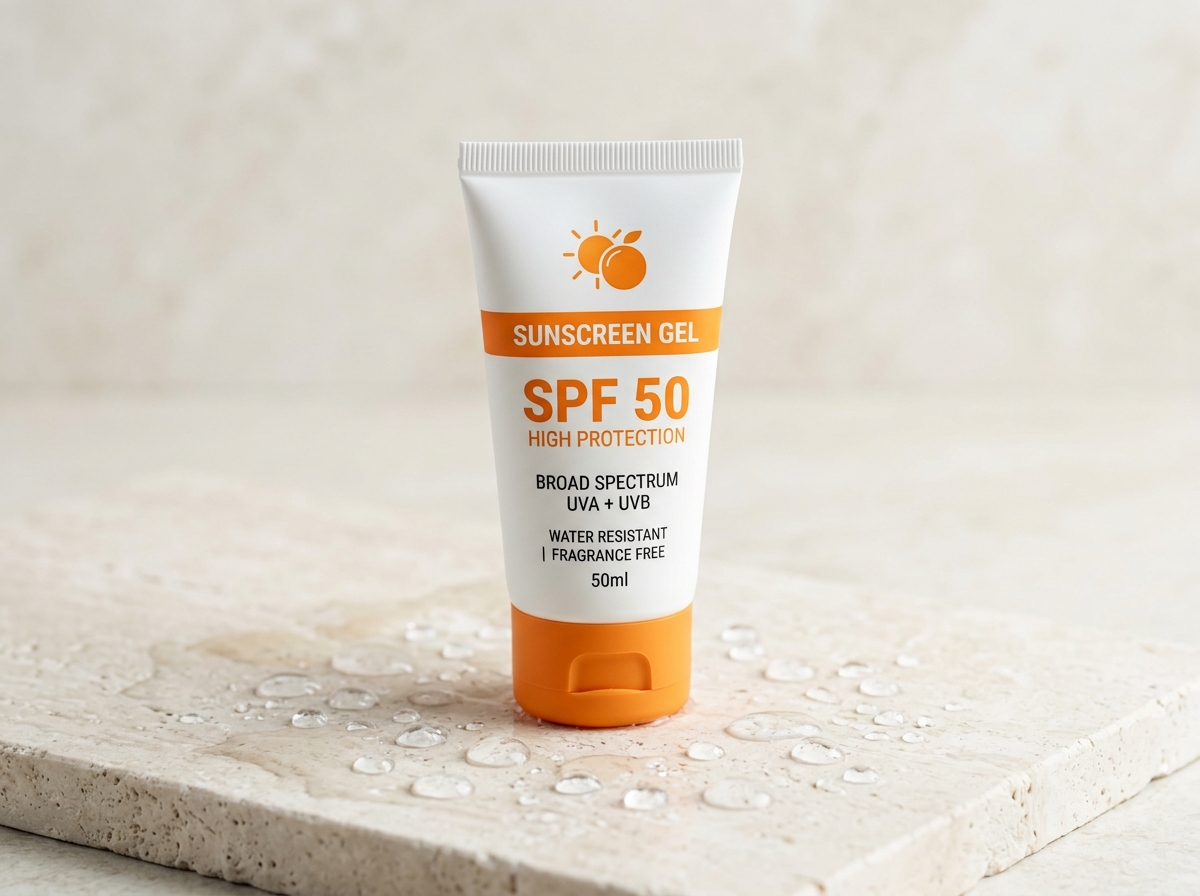 SUNSCREEN GEL
SPF 50
HIGH PROTECTION
BROAD SPECTRUM
UVA + UVB
WATER RESISTANT
| FRAGRANCE FREE
50ml